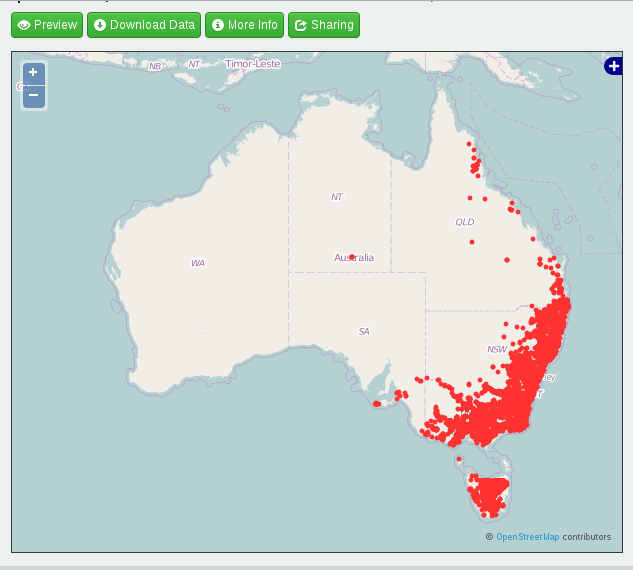 Preview
Download Data
More Info
Sharing
+
−
NB
NT
Timor-Leste
+
NT
QLD
WA
Australia
SA
NSW
© OpenStreetMap contributors